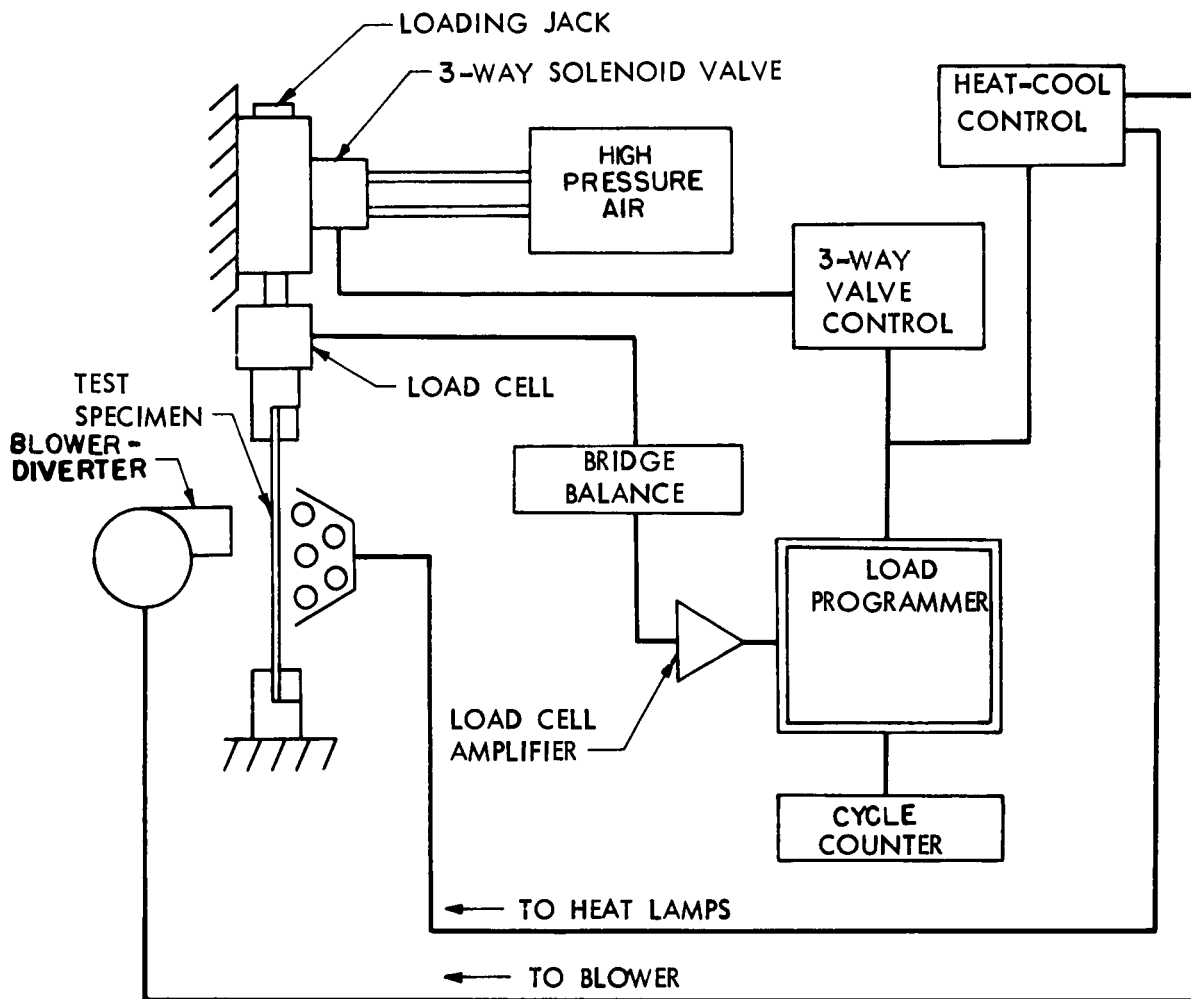 LOADING JACK
3-WAY SOLENOID VALVE
HEAT-COOL
CONTROL
HIGH
PRESSURE
AIR
3-WAY
VALVE
CONTROL
LOAD CELL
TEST
SPECIMEN
BLOWER-
DIVERTER
BRIDGE
BALANCE
LOAD
PROGRAMMER
LOAD CELL
AMPLIFIER
CYCLE
COUNTER
TO HEAT LAMPS
TO BLOWER